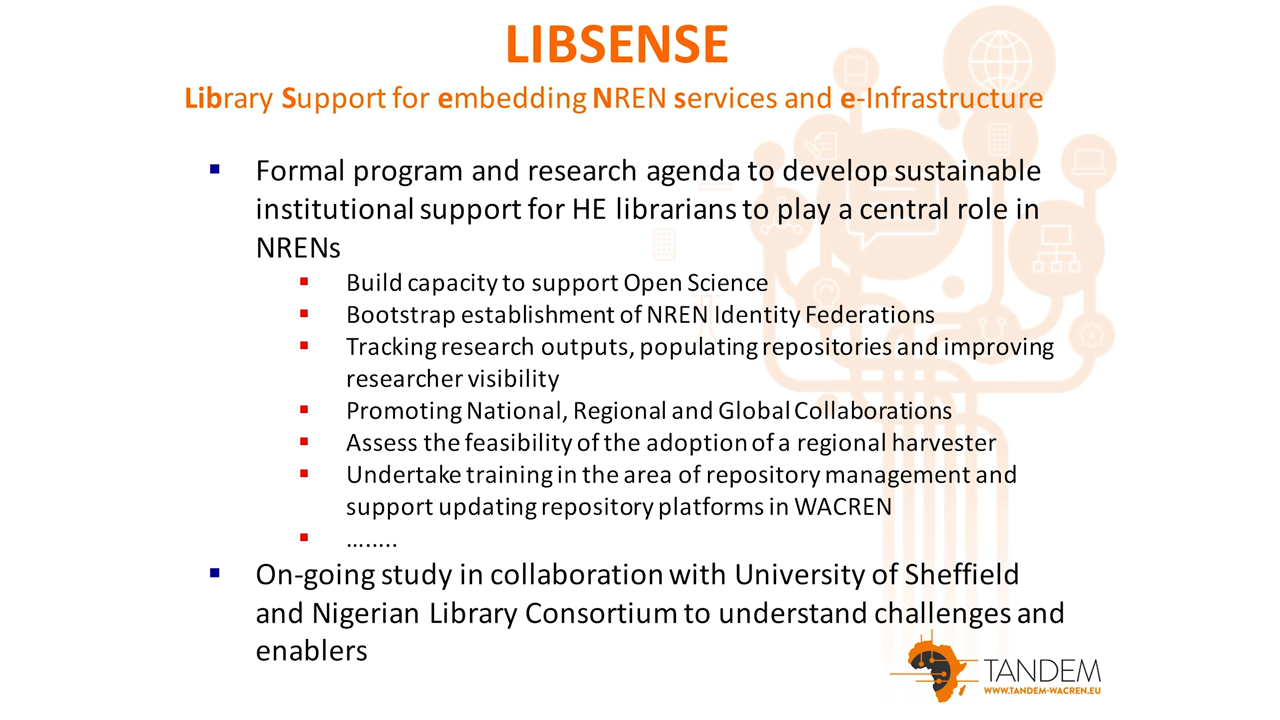 LIBSENSE
Library Support for embedding NREN services and e-Infrastructure
Formal program and research agenda to develop sustainable
institutional support for HE librarians to play a central role in
NRENs
Build capacity to support Open Science
Bootstrap establishment of NREN Identity Federations
Tracking research outputs, populating repositories and improving
researcher visibility
Promoting National, Regional and Global Collaborations
Assess the feasibility of the adoption of a regional harvester
Undertake training in the area of repository management and
support updating repository platforms in WACREN
……..
On-going study in collaboration with University of Sheffield
and Nigerian Library Consortium to understand challenges and
enablers
TANDEM
WWW.TANDEM-WACREN.EU